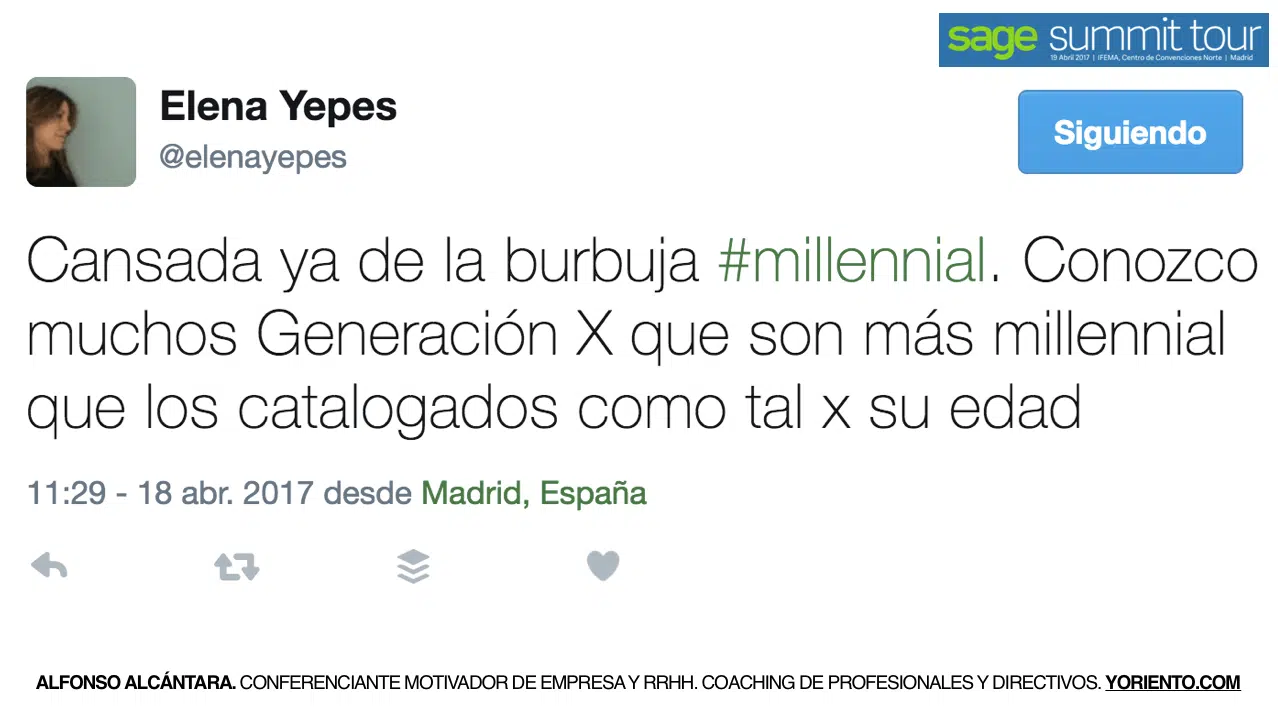 sage summit tour
19 Abril 2017 | IFEMA, Centro de Convenciones Norte | Madrid
Elena Yepes
@elenayepes
Siguiendo
Cansada ya de la burbuja #millennial. Conozco
muchos Generación X que son más millennial
que los catalogados como tal x su edad
11:29 - 18 abr. 2017 desde Madrid, España
ALFONSO ALCÁNTARA. CONFERENCIANTE MOTIVADOR DE EMPRESA Y RRHH. COACHING DE PROFESIONALES Y DIRECTIVOS. YORIENTO.COM